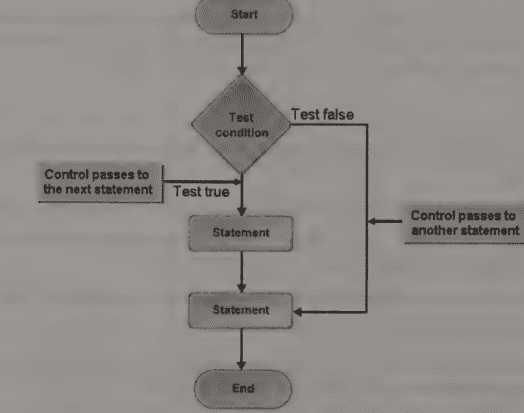 Start
Test
condition
Test false
Control passes to
the next statement
Test true
Control passes to
another statement
Statement
Statement
End